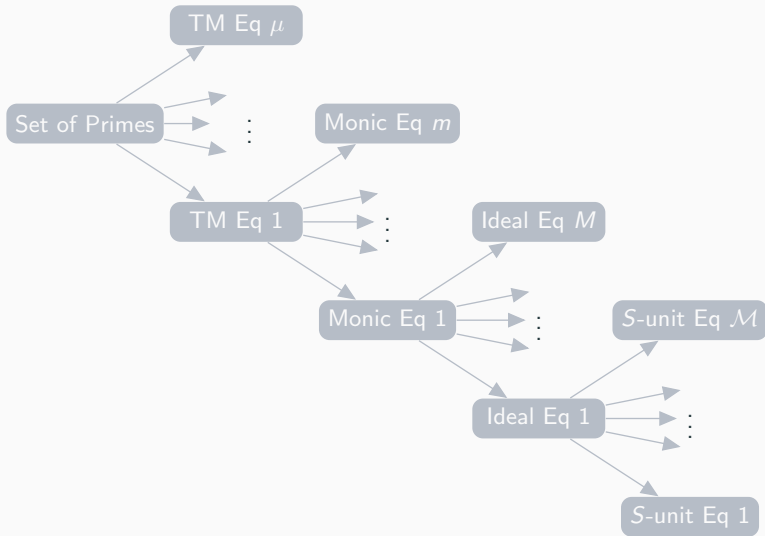 TM Eq μ
Set of Primes
⋮
Monic Eq m
TM Eq 1
⋮
Ideal Eq M
Monic Eq 1
⋮
S-unit Eq ℳ
Ideal Eq 1
⋮
S-unit Eq 1